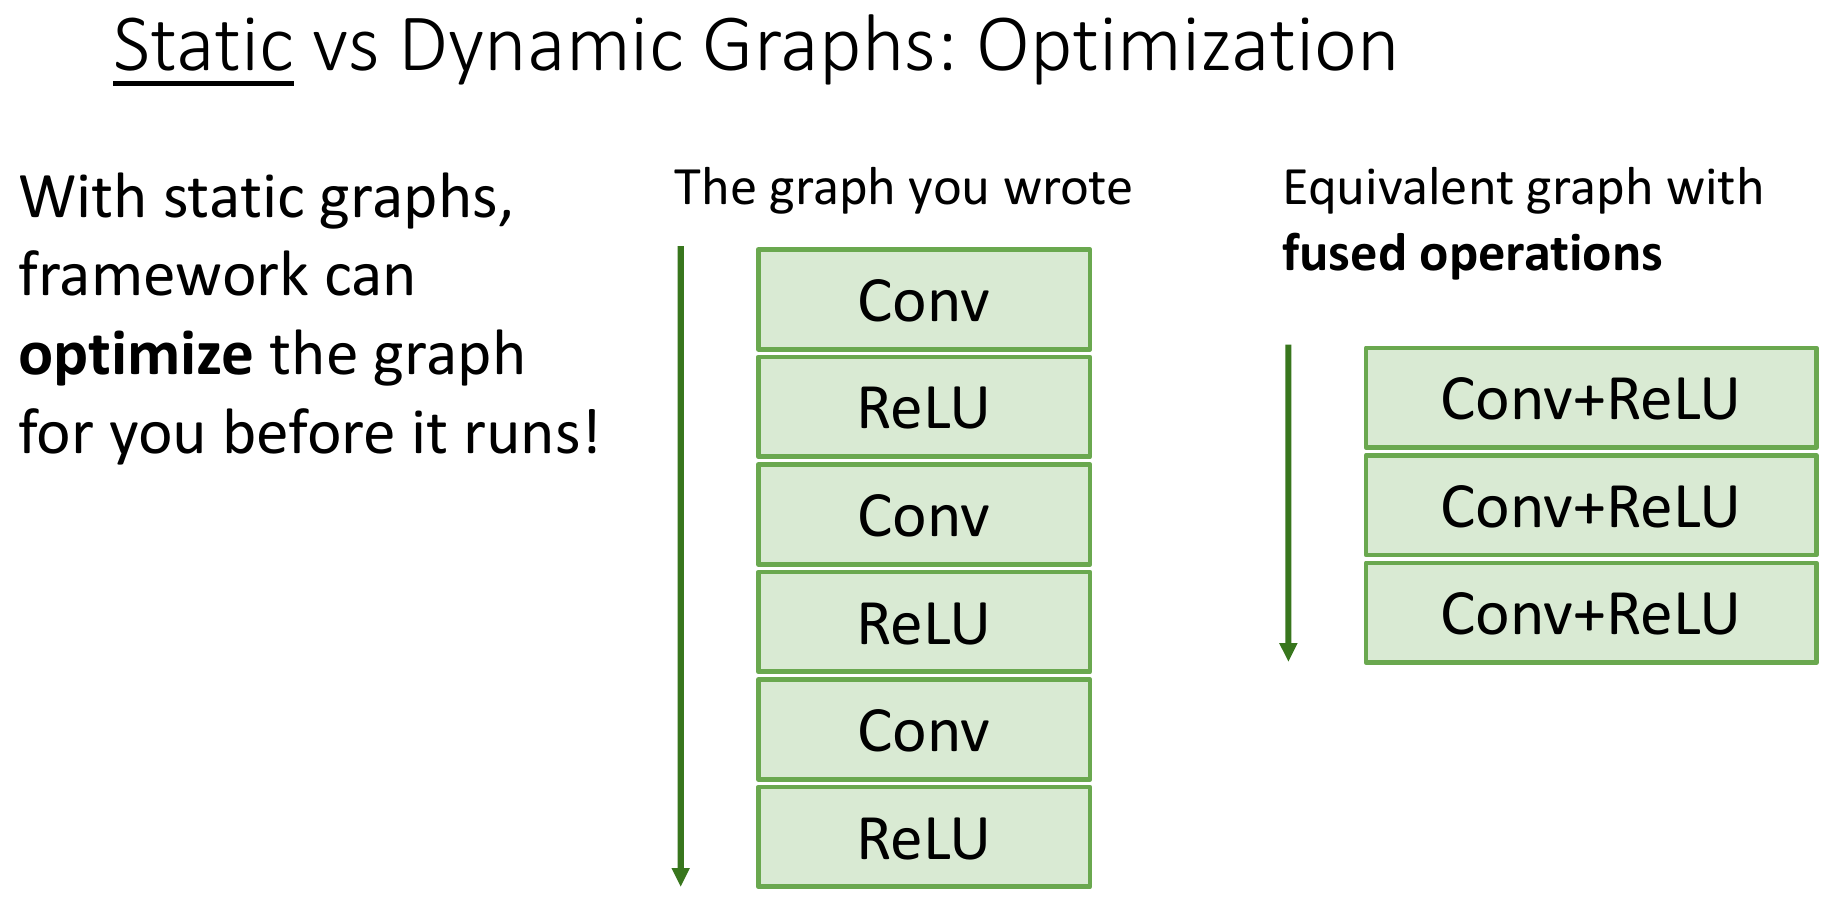 Static vs Dynamic Graphs: Optimization
With static graphs,
framework can
optimize the graph
for you before it runs!
The graph you wrote
Conv
ReLU
Conv
ReLU
Conv
ReLU
Equivalent graph with
fused operations
Conv+ReLU
Conv+ReLU
Conv+ReLU